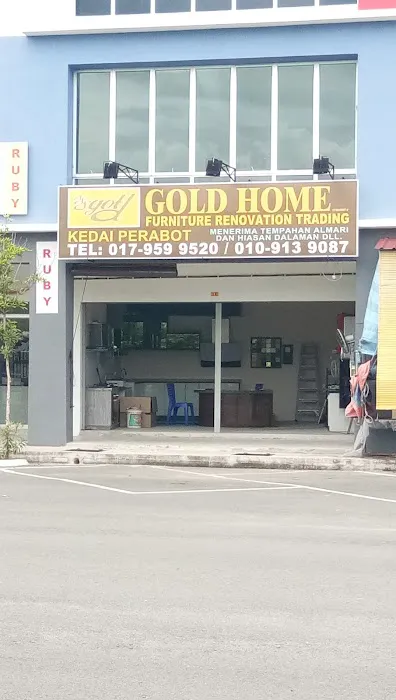 RUBY
gotf
GOLD HOME
FURNITURE RENOVATION TRADING
KEDAI PERABOT
MENERIMA TEMPAHAN ALMARI
DAN HIASAN DALAMAN DLL.
TEL: 017-959 9520 / 010-913 9087
RUBY